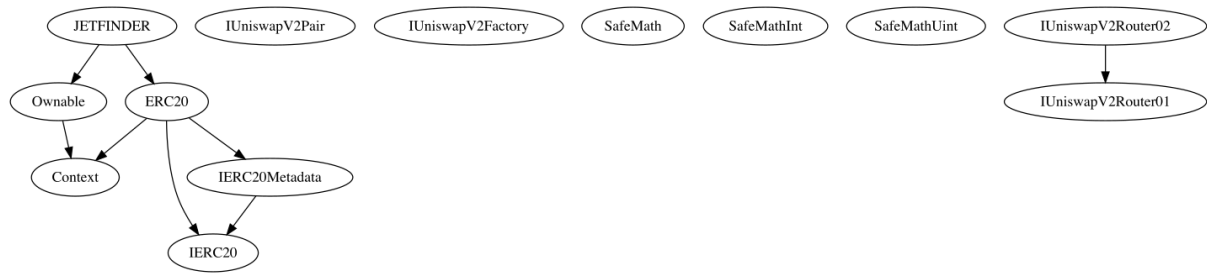 JETFINDER
IUniswapV2Pair
IUniswapV2Factory
SafeMath
SafeMathInt
SafeMathUint
IUniswapV2Router02
Ownable
ERC20
IUniswapV2Router01
Context
IERC20Metadata
IERC20